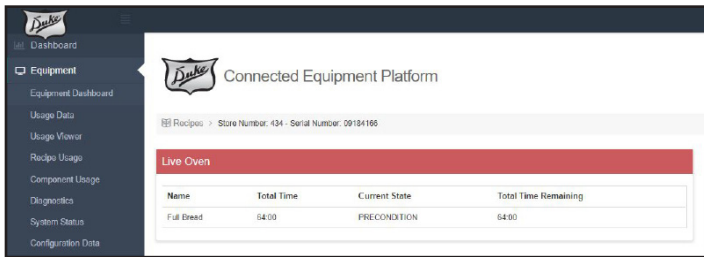 Duke
Dashboard
Equipment
Equipment Dashboard
Usage Data
Usage Viewer
Recipe Usage
Component Usage
Diagnostics
System Status
Configuration Data
Duke
Connected Equipment Platform
Recipes > Store Number: 434 - Serial Number: 09184166
Live Oven
Name Total Time Current State Total Time Remaining
Full Bread 64:00 PRECONDITION 64:00